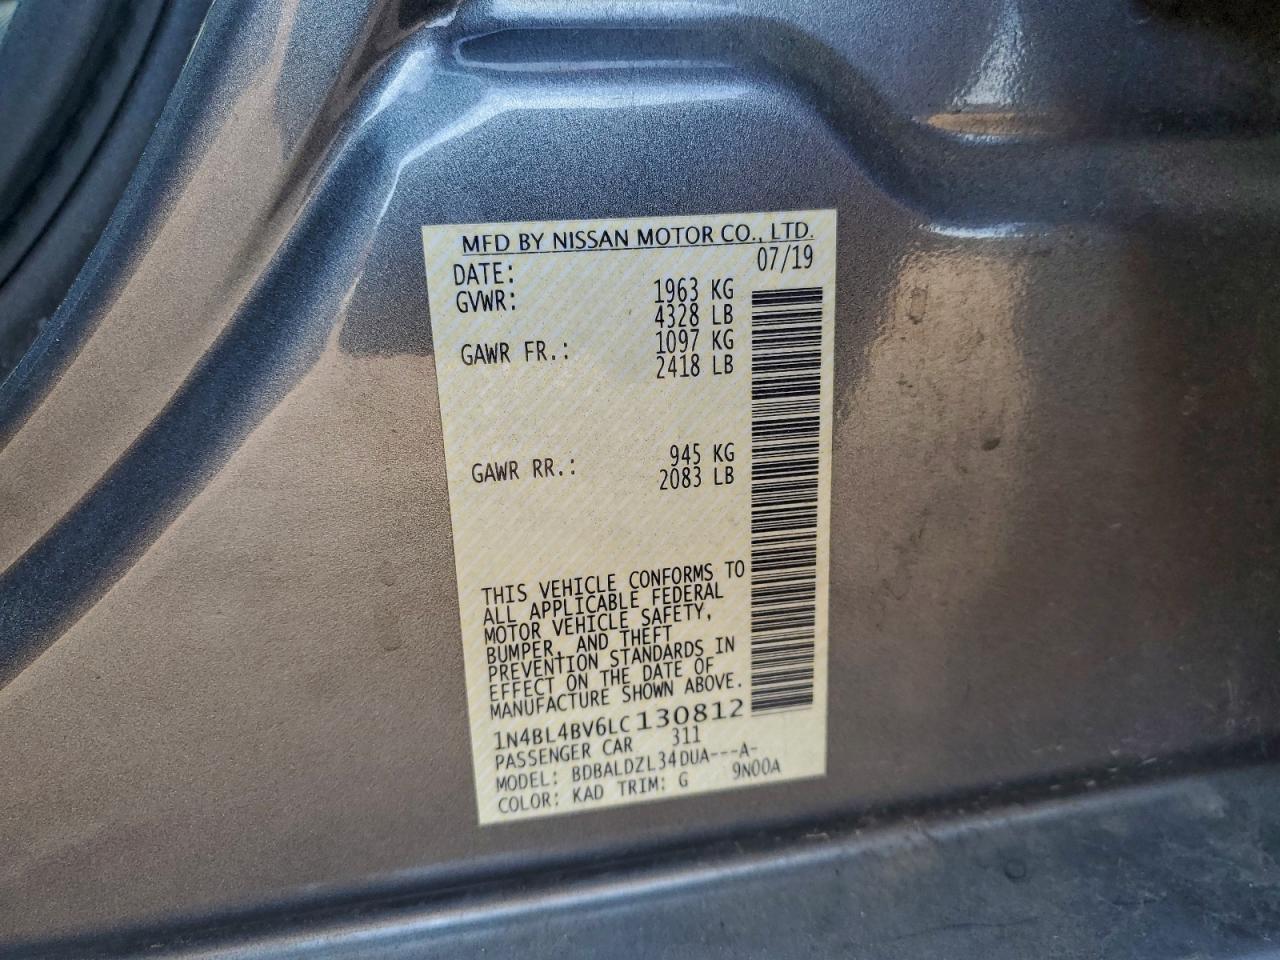 MFD BY NISSAN MOTOR CO., LTD.
DATE: 07/19
GVWR: 1963 KG
4328 LB
GAWR FR.: 1097 KG
2418 LB
GAWR RR.: 945 KG
2083 LB
THIS VEHICLE CONFORMS TO
ALL APPLICABLE FEDERAL
MOTOR VEHICLE SAFETY,
BUMPER, AND THEFT
PREVENTION STANDARDS IN
EFFECT ON THE DATE OF
MANUFACTURE SHOWN ABOVE.
1N4BL4BV6LC130812
PASSENGER CAR 311
MODEL: BDBALDZL34DUA---A-
COLOR: KAD TRIM: G 9N00A